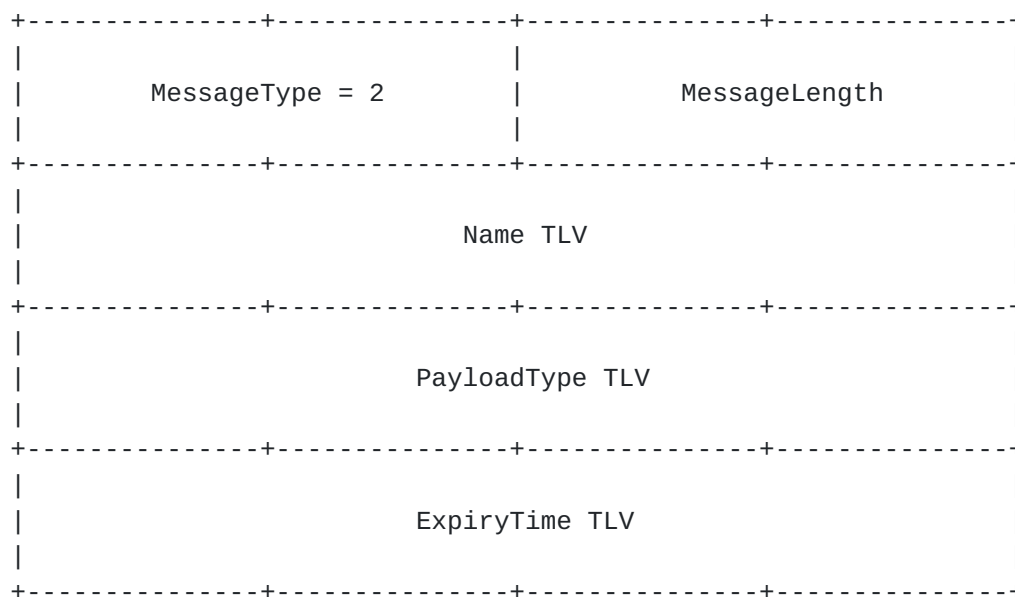 MessageType = 2 MessageLength
Name TLV
PayloadType TLV
ExpiryTime TLV